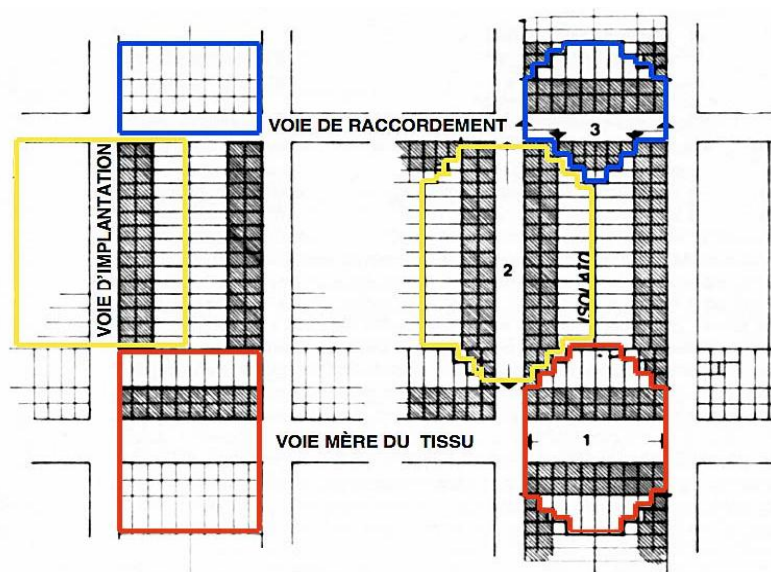 VOIE DE RACCORDEMENT
3
VOIE D'IMPLANTATION
2
ISOLATO
VOIE MÈRE DU TISSU
1